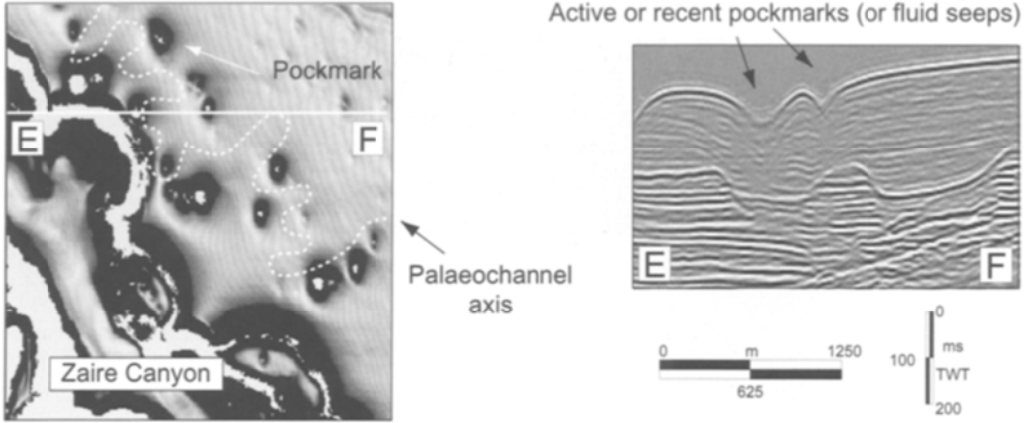 Active or recent pockmarks (or fluid seeps)
Pockmark
E
F
Palaeochannel
axis
Zaire Canyon
E
F
0 m 1250
625
0
ms
100
TWT
200